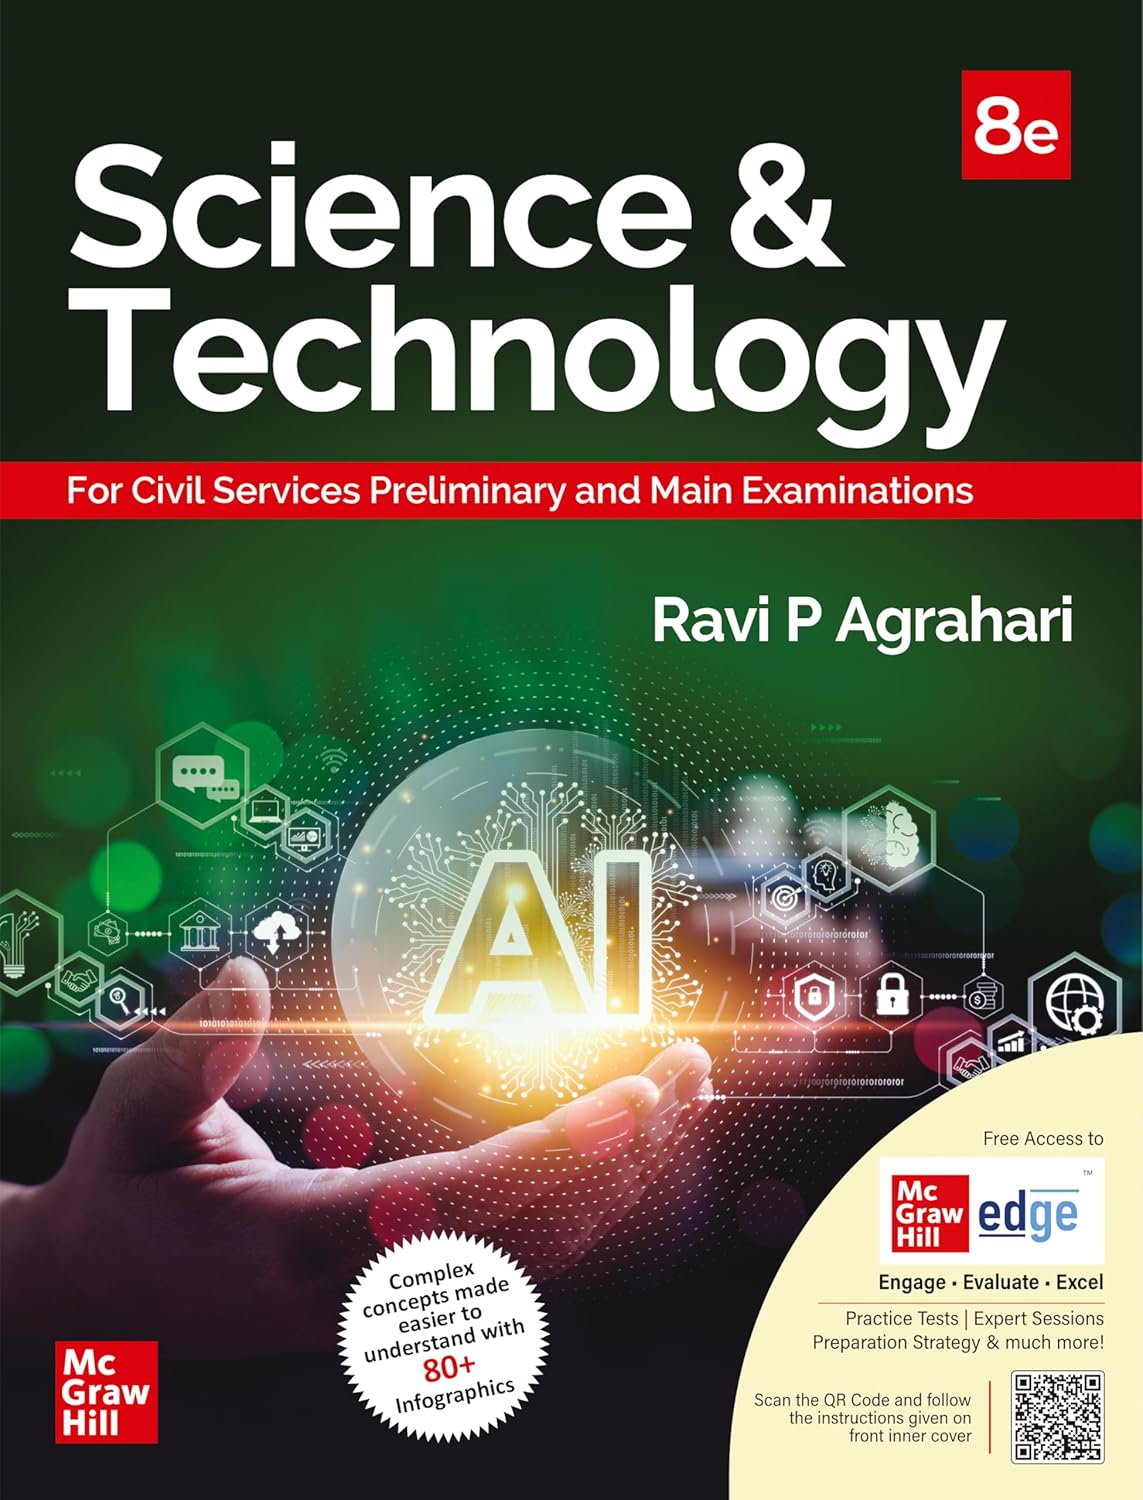 8e
Science &
Technology
For Civil Services Preliminary and Main Examinations
Ravi P Agrahari
AI
Free Access to
Mc
Graw
Hill
edge
TM
Engage · Evaluate · Excel
Practice Tests | Expert Sessions
Preparation Strategy & much more!
Scan the QR Code and follow
the instructions given on
front inner cover
Complex
concepts made
easier to
understand with
80+
Infographics
Mc
Graw
Hill